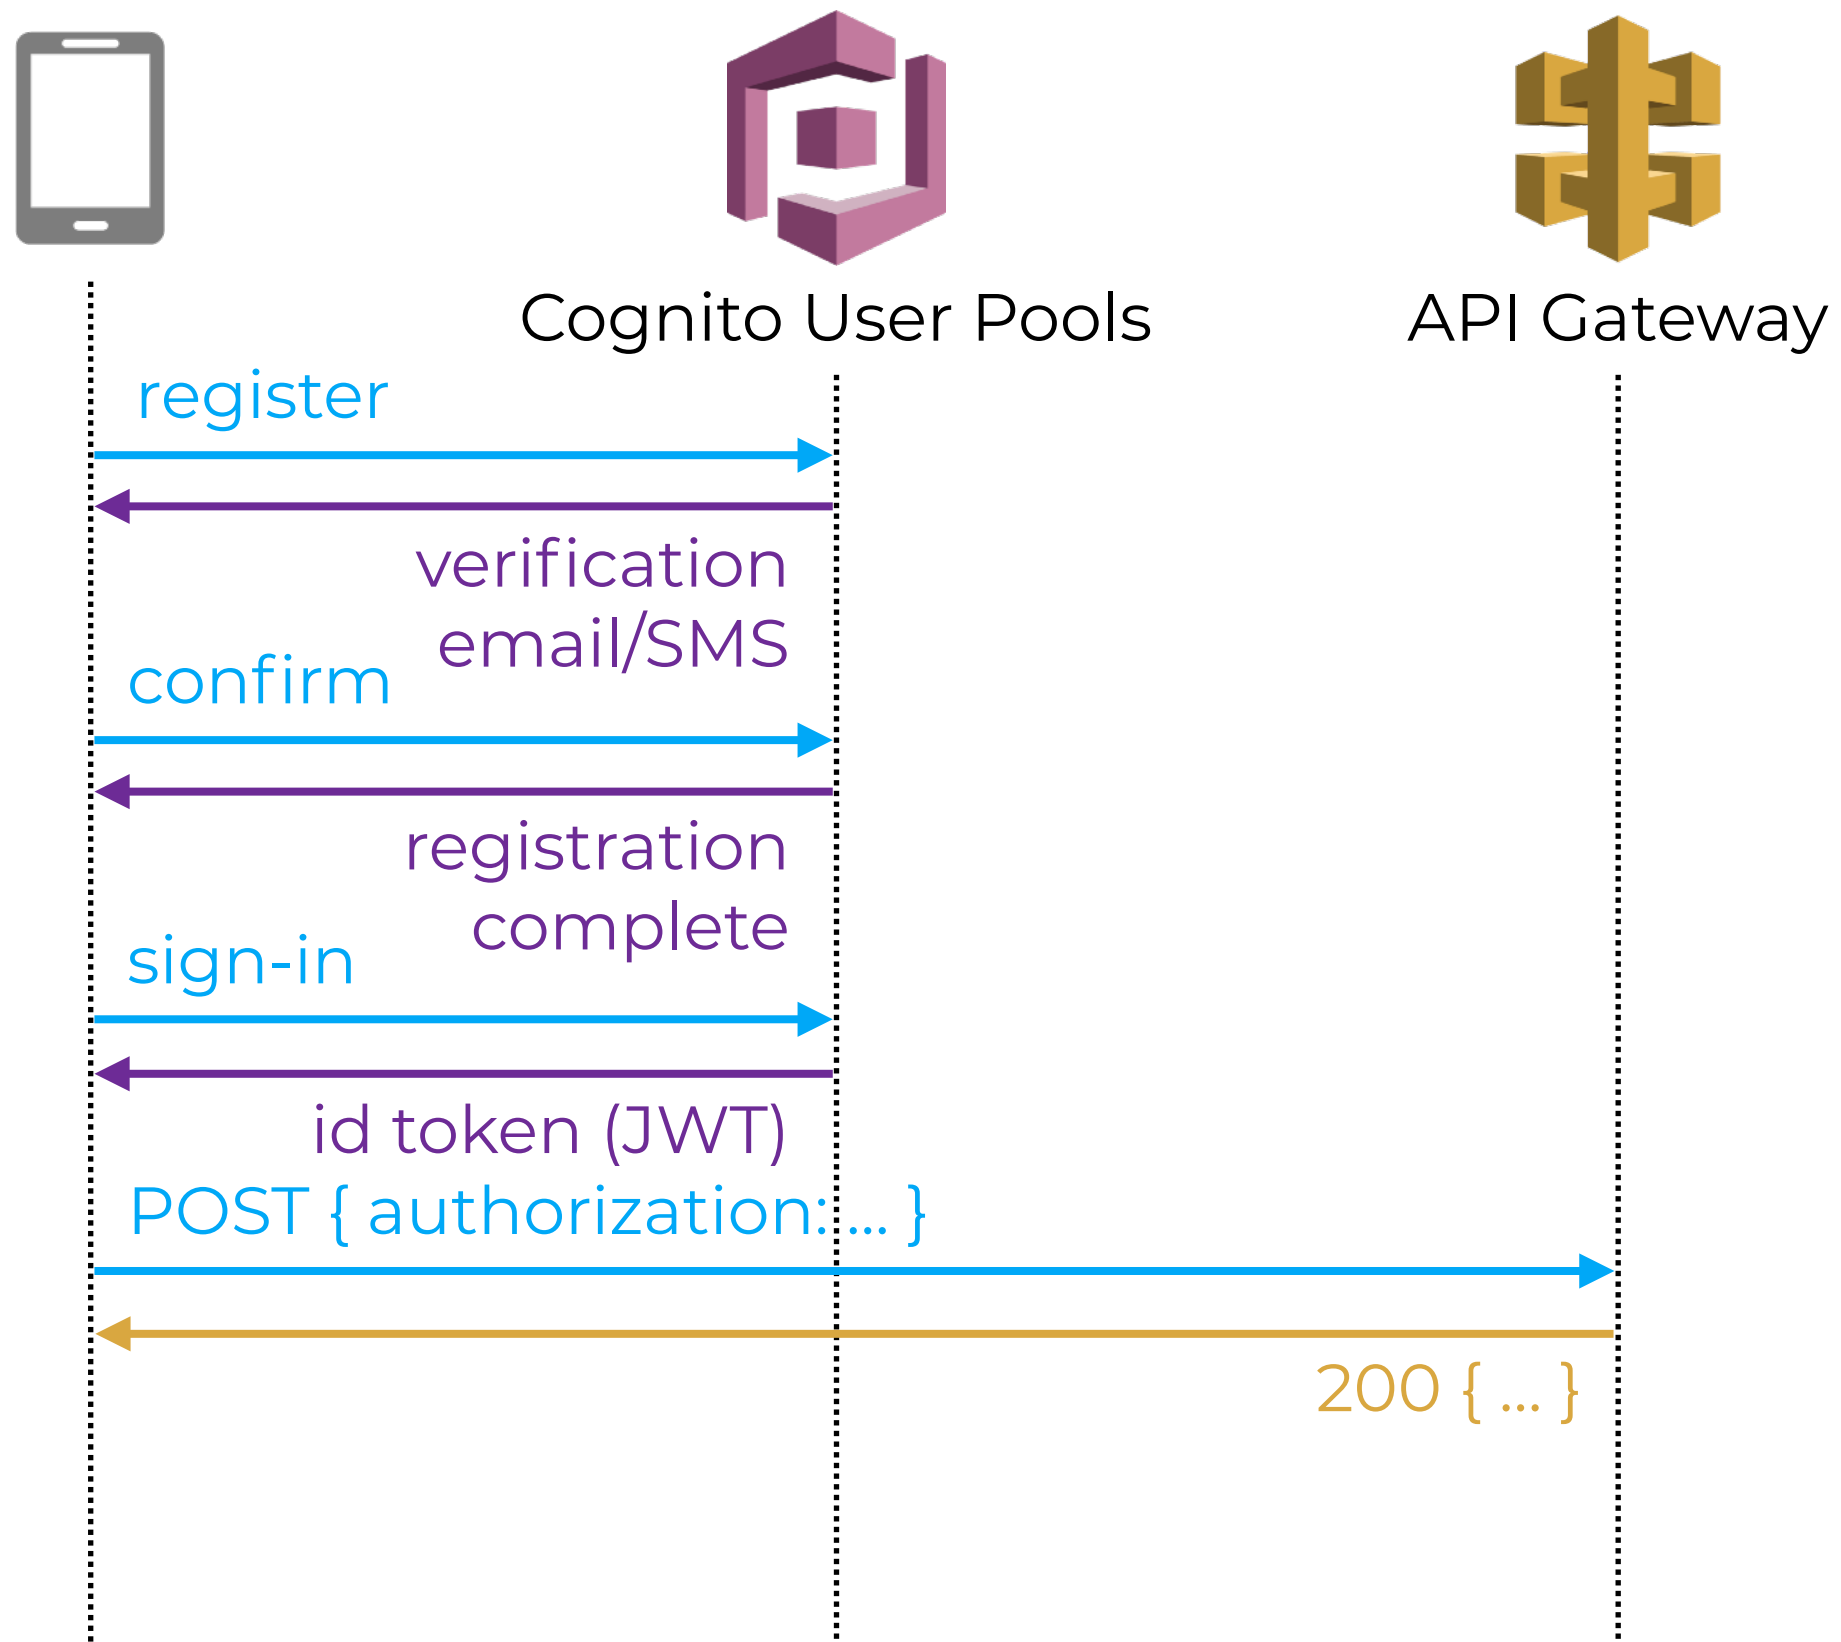 Cognito User Pools
API Gateway
register
verification
email/SMS
confirm
registration
complete
sign-in
id token (JWT)
POST { authorization: ... }
200 { ... }